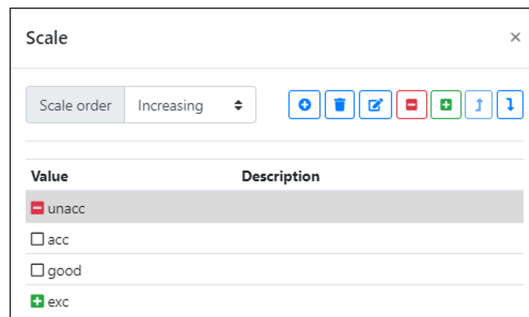 Scale ×
Scale order Increasing
Value Description
unacc
acc
good
exc